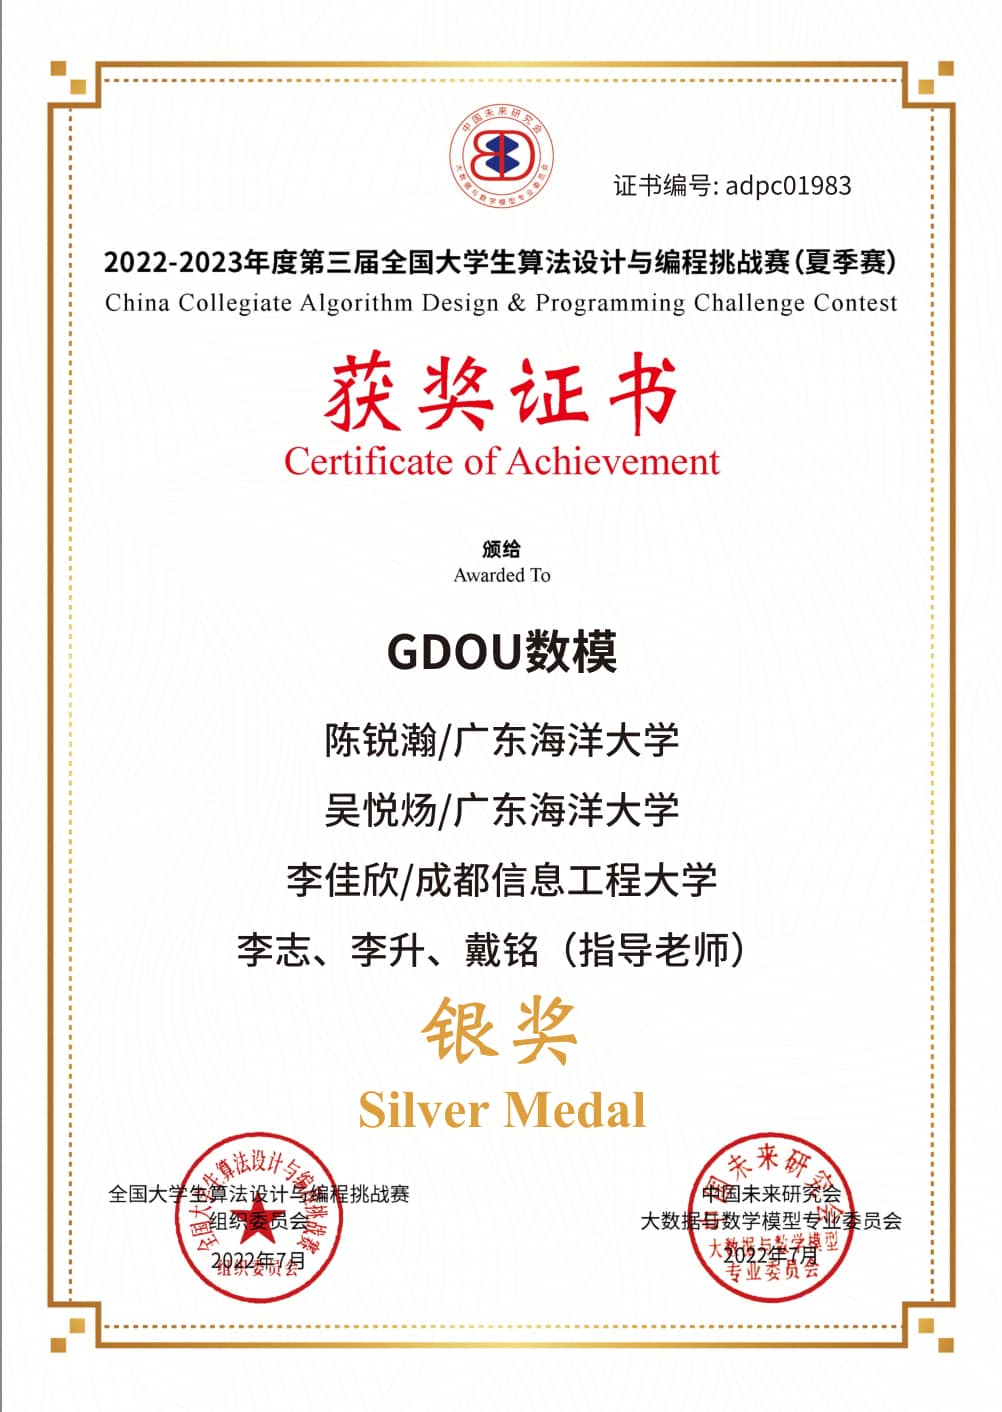 中国未来研究会
大数据与数学模型专业委员会
证书编号: adpc01983
2022-2023年度第三届全国大学生算法设计与编程挑战赛（夏季赛）
China Collegiate Algorithm Design & Programming Challenge Contest
获奖证书
Certificate of Achievement
颁给
Awarded To
GDOU数模
陈锐瀚/广东海洋大学
吴悦炀/广东海洋大学
李佳欣/成都信息工程大学
李志、李升、戴铭（指导老师）
银奖
Silver Medal
全国大学生算法设计与编程挑战赛
组织委员会
2022年7月
全国大学生算法设计与编程挑战赛
组织委员会
中国未来研究会
大数据与数学模型专业委员会
2022年7月
中国未来研究会
大数据与数学模型
专业委员会